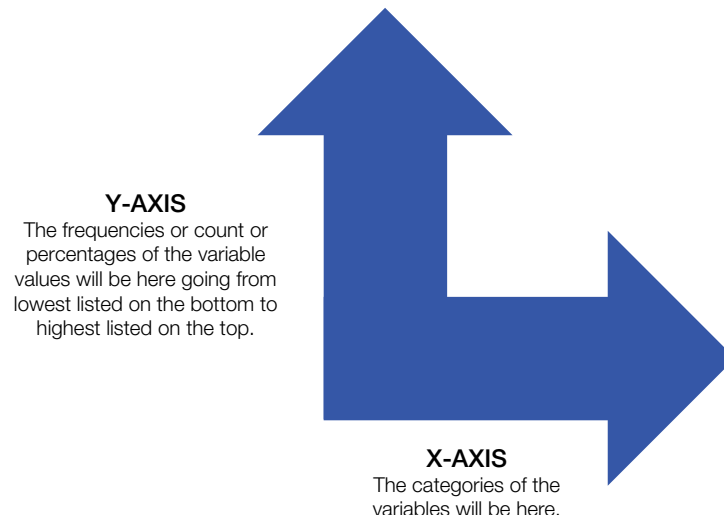 Y-AXIS
The frequencies or count or
percentages of the variable
values will be here going from
lowest listed on the bottom to
highest listed on the top.
X-AXIS
The categories of the
variables will be here.